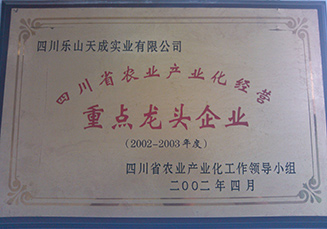 四川乐山天成实业有限公司
四川省农业产业化经营
重点龙头企业
(2002-2003年度)
四川省农业产业化工作领导小组
二〇〇二年四月